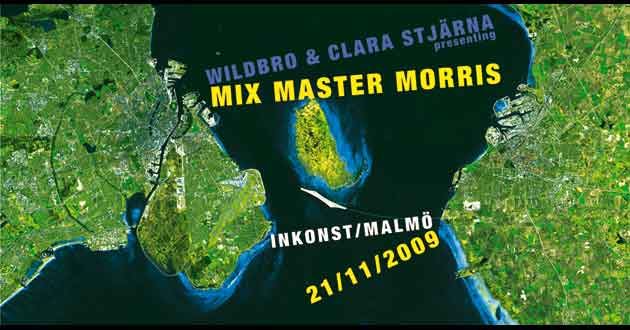 WILDBRO & CLARA STJÄRNA
presenting
MIX MASTER MORRIS
INKONST/MALMÖ
21/11/2009